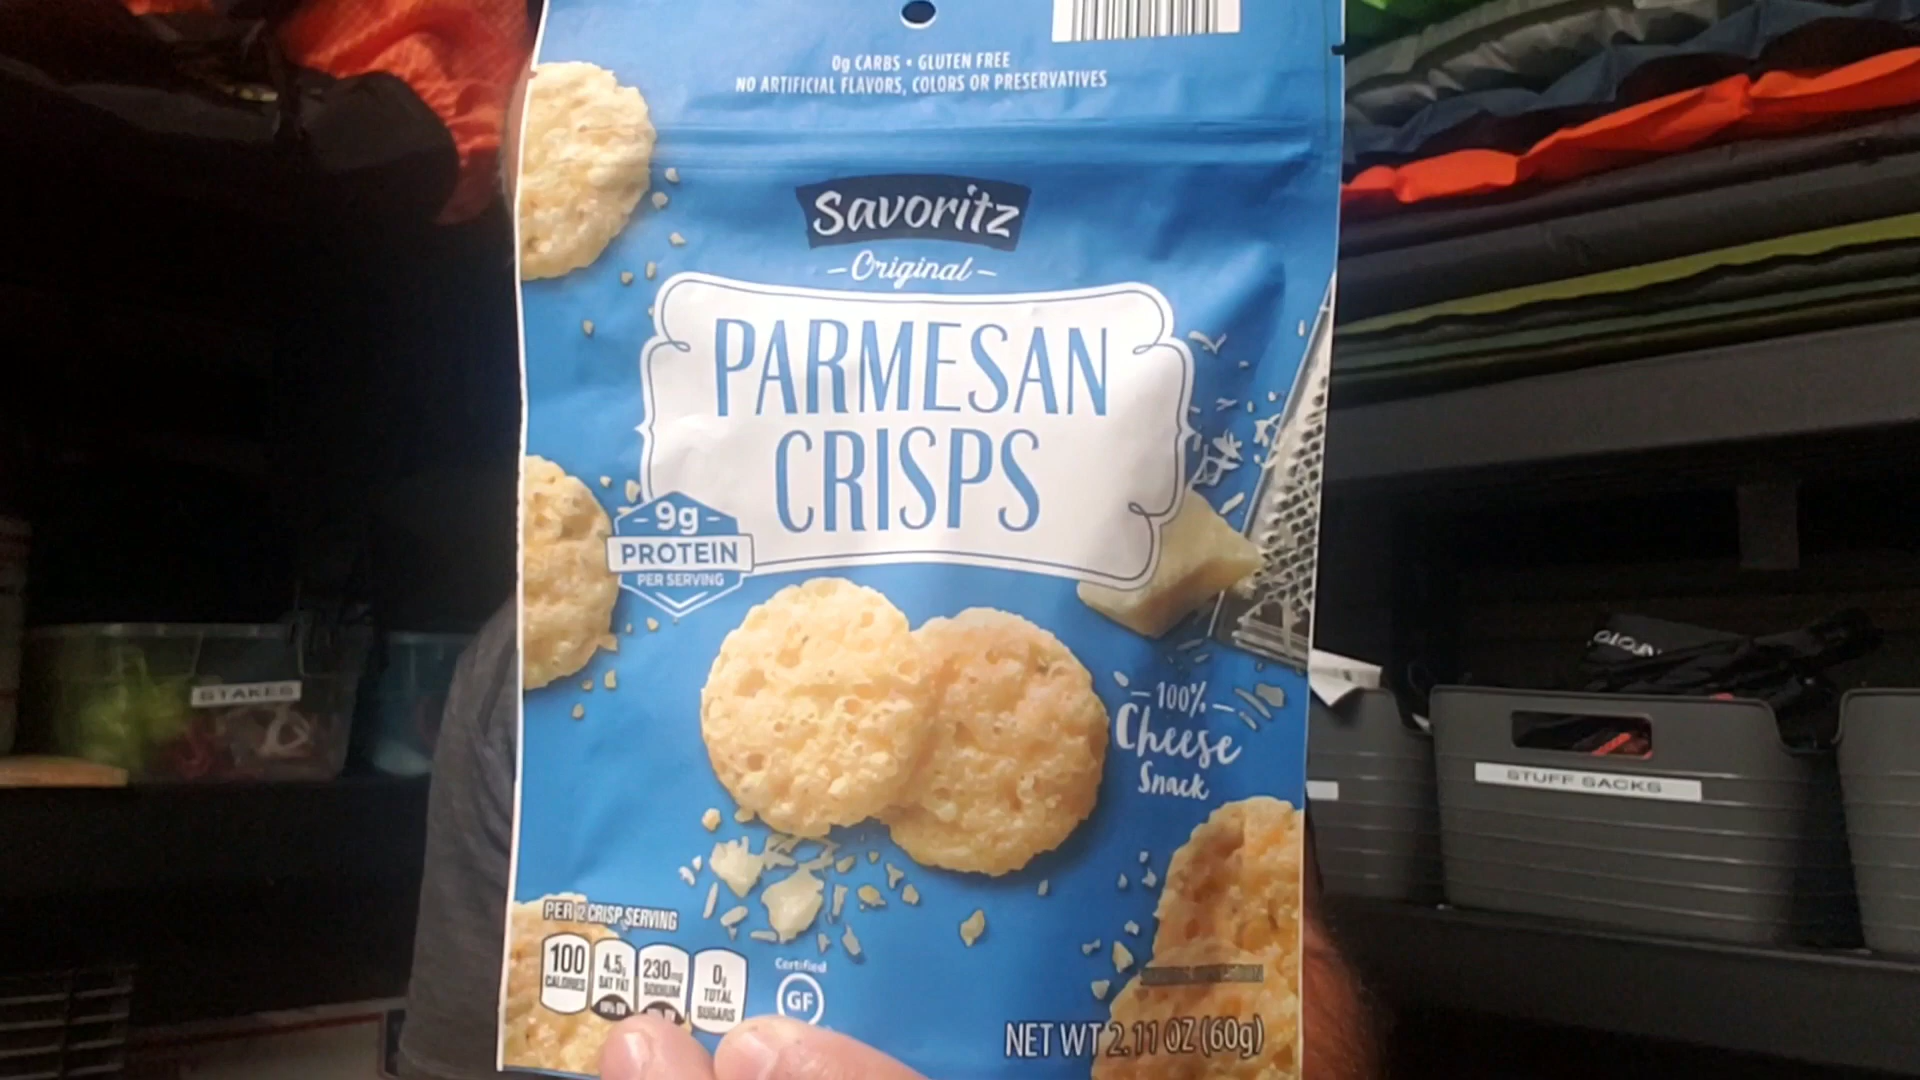 0g CARBS • GLUTEN FREE
NO ARTIFICIAL FLAVORS, COLORS OR PRESERVATIVES
Savoritz
Original
PARMESAN
CRISPS
9g
PROTEIN
PER SERVING
100%
Cheese
Snack
PER 12 CRISP SERVING
100
CALORIES
4.5g
SAT FAT
230mg
SODIUM
0g
TOTAL
SUGARS
Certified
GF
NET WT 2.11 OZ (60g)
STAKES
STUFF SACKS